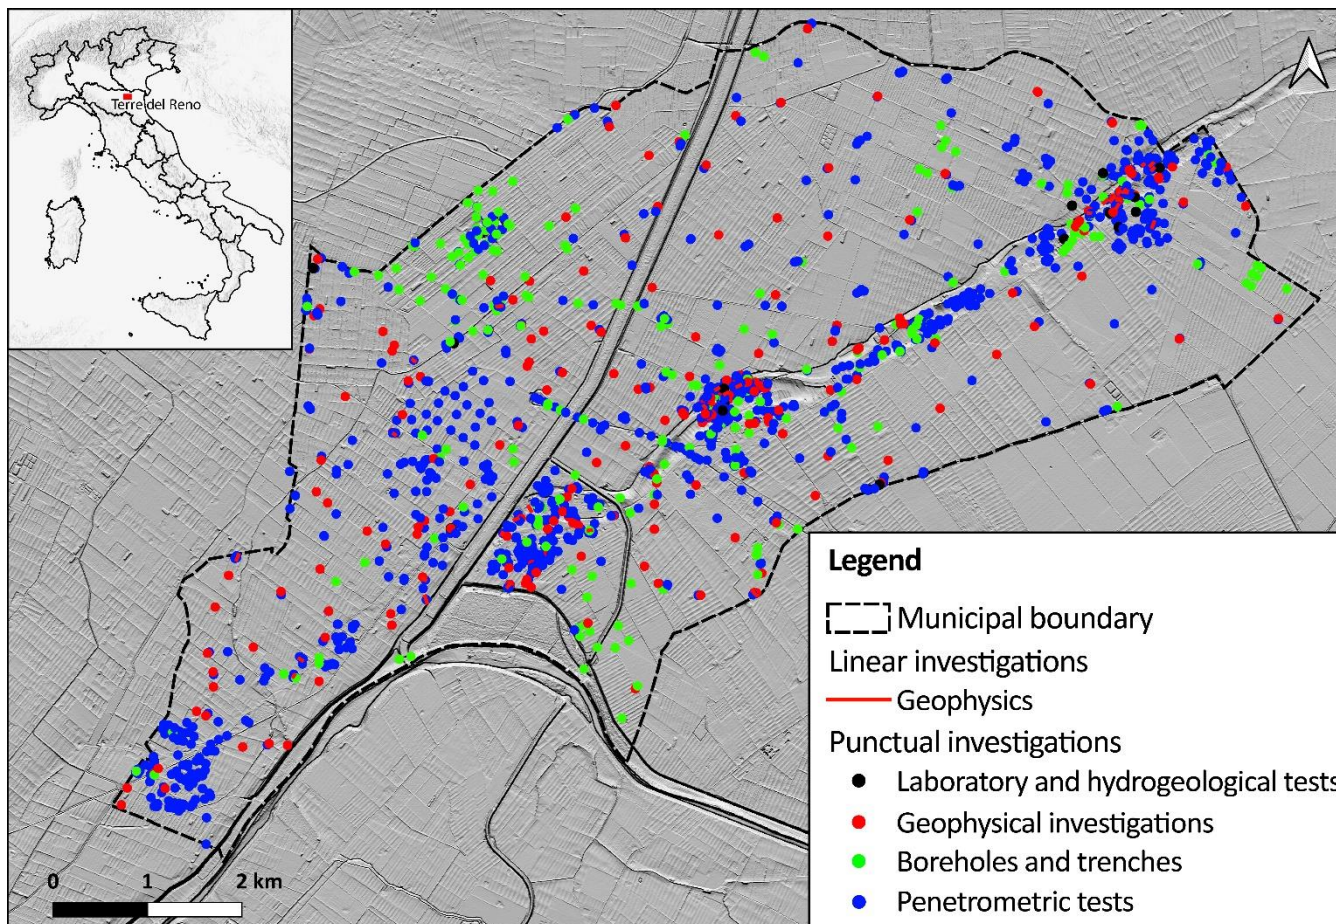 Terre del Reno
Legend
Municipal boundary
Linear investigations
Geophysics
Punctual investigations
Laboratory and hydrogeological tests
Geophysical investigations
Boreholes and trenches
Penetrometric tests
0 1 2 km